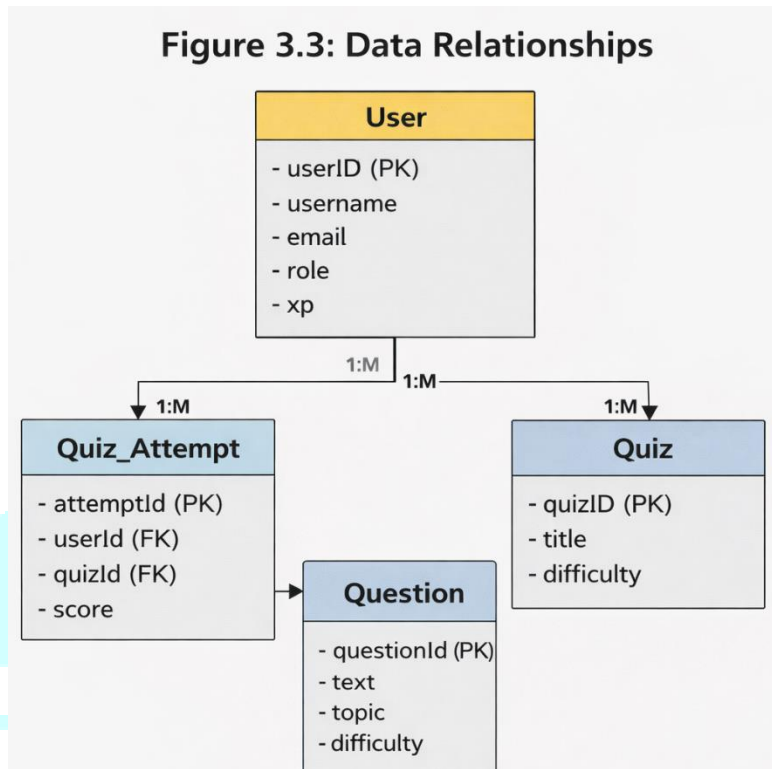 Figure 3.3: Data Relationships
User
- userID (PK)
- username
- email
- role
- xp
1:M
1:M
1:M
1:M
Quiz_Attempt
- attemptId (PK)
- userId (FK)
- quizId (FK)
- score
Quiz
- quizID (PK)
- title
- difficulty
Question
- questionId (PK)
- text
- topic
- difficulty